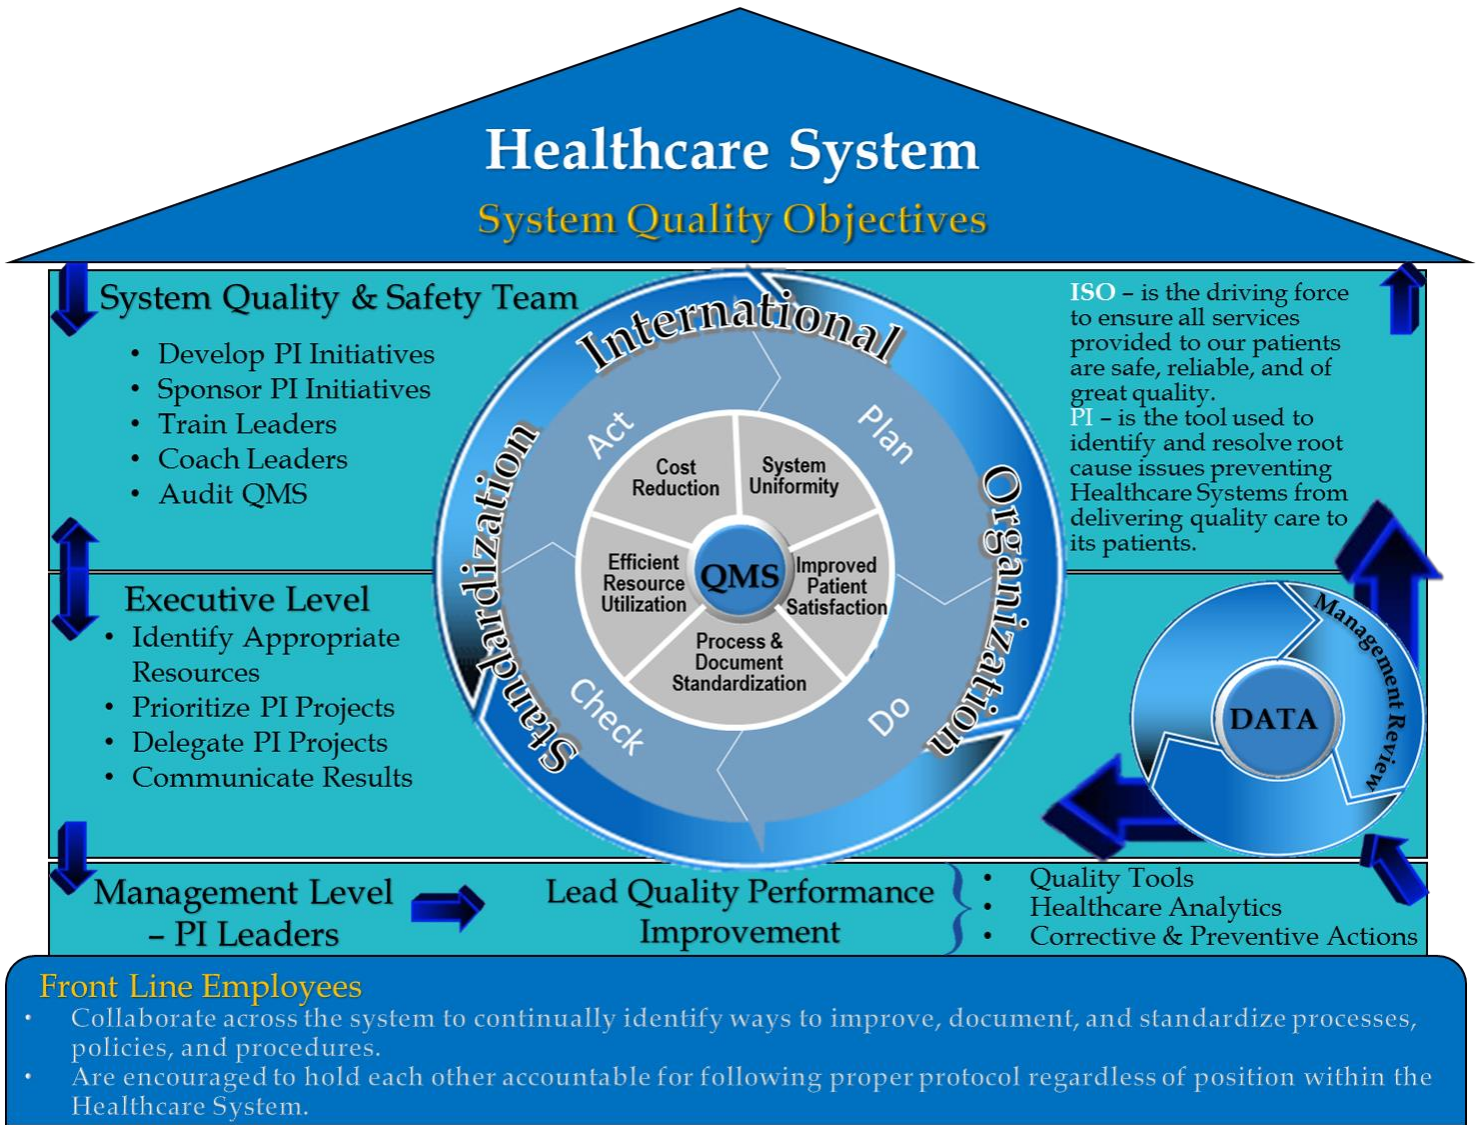 Healthcare System
System Quality Objectives
System Quality & Safety Team
• Develop PI Initiatives
• Sponsor PI Initiatives
• Train Leaders
• Coach Leaders
• Audit QMS
Executive Level
• Identify Appropriate
Resources
• Prioritize PI Projects
• Delegate PI Projects
• Communicate Results
International
Organization
Standardization
Act
Plan
Do
Check
Cost
Reduction
System
Uniformity
Efficient
Resource
Utilization
Improved
Patient
Satisfaction
Process &
Document
Standardization
QMS
ISO – is the driving force
to ensure all services
provided to our patients
are safe, reliable, and of
great quality.
PI – is the tool used to
identify and resolve root
cause issues preventing
Healthcare Systems from
delivering quality care to
its patients.
Management Review
DATA
Management Level
– PI Leaders
Lead Quality Performance
Improvement
• Quality Tools
• Healthcare Analytics
• Corrective & Preventive Actions
Front Line Employees
• Collaborate across the system to continually identify ways to improve, document, and standardize processes,
policies, and procedures.
• Are encouraged to hold each other accountable for following proper protocol regardless of position within the
Healthcare System.